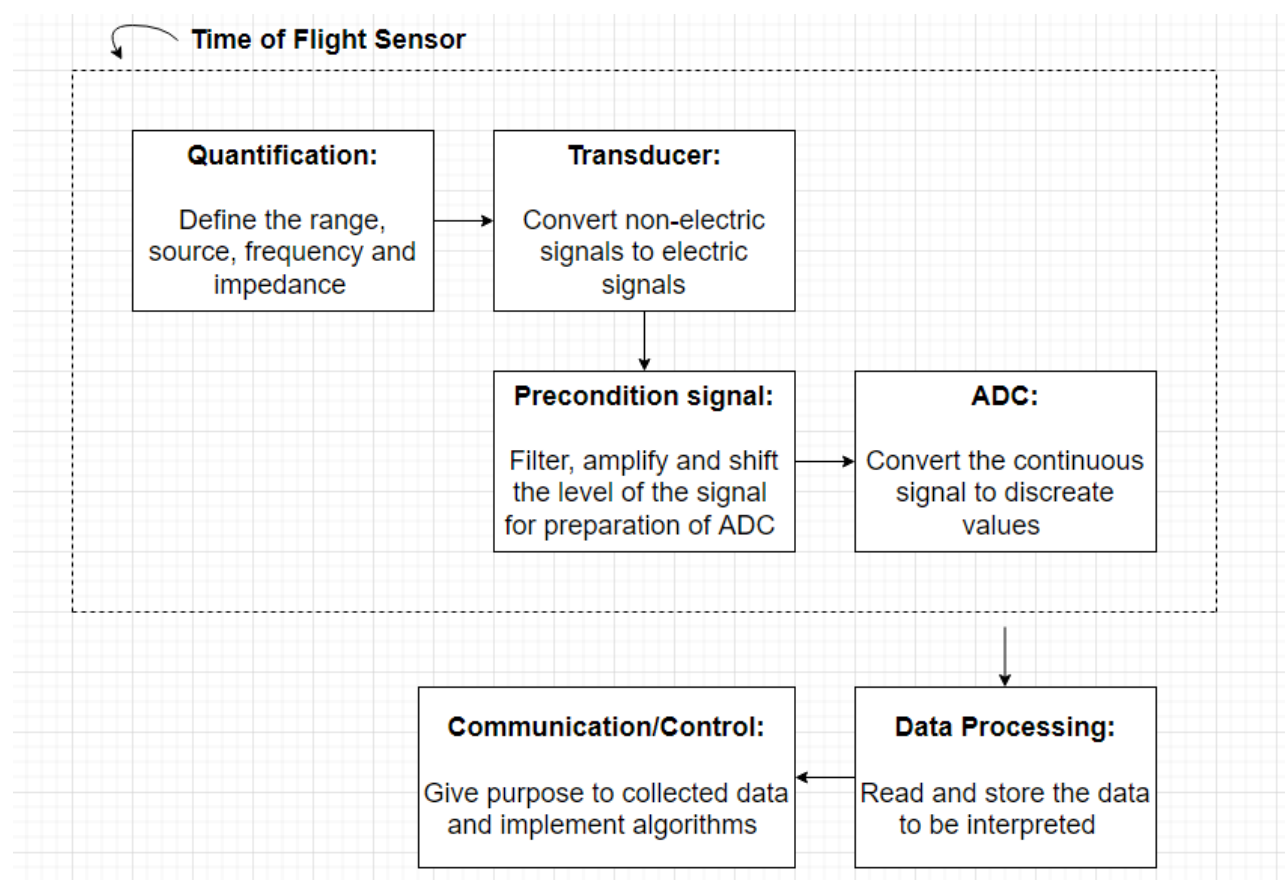 Time of Flight Sensor
Quantification:
Define the range,
source, frequency and
impedance
Transducer:
Convert non-electric
signals to electric
signals
Precondition signal:
Filter, amplify and shift
the level of the signal
for preparation of ADC
ADC:
Convert the continuous
signal to discreate
values
Communication/Control:
Give purpose to collected data
and implement algorithms
Data Processing:
Read and store the data
to be interpreted